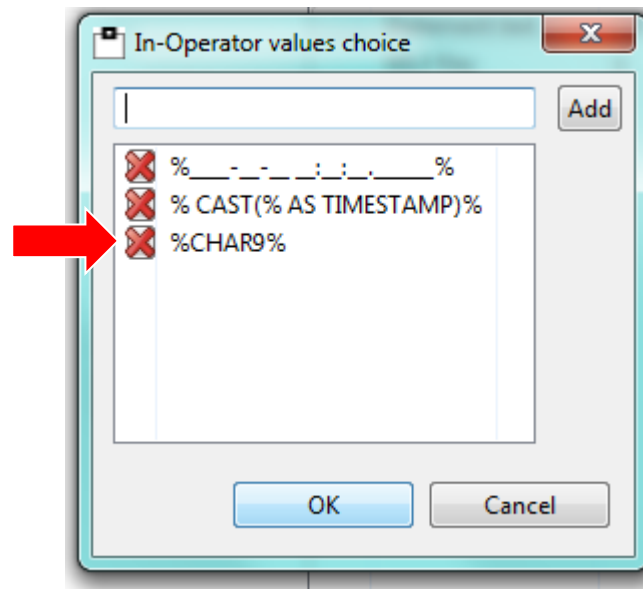 In-Operator values choice
Add
%____-__-__ __:__:__.______%
% CAST(% AS TIMESTAMP)%
%CHAR9%
OK
Cancel